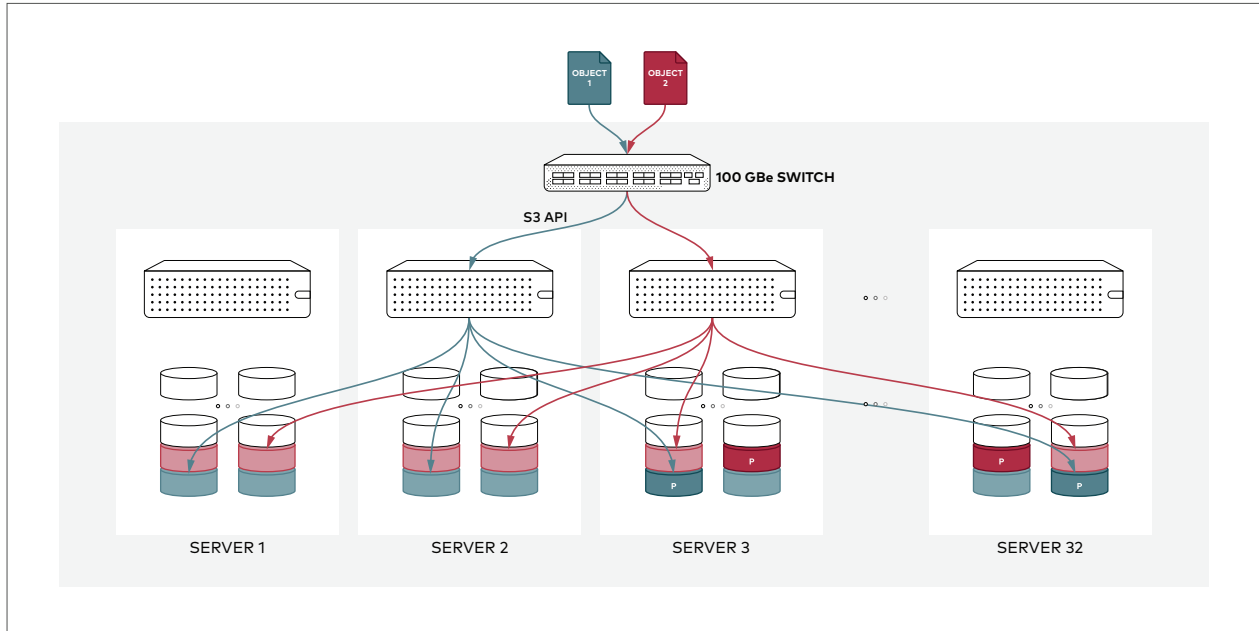 OBJECT
1
OBJECT
2
100 GBe SWITCH
S3 API
P
P
P
P
SERVER 1
SERVER 2
SERVER 3
SERVER 32